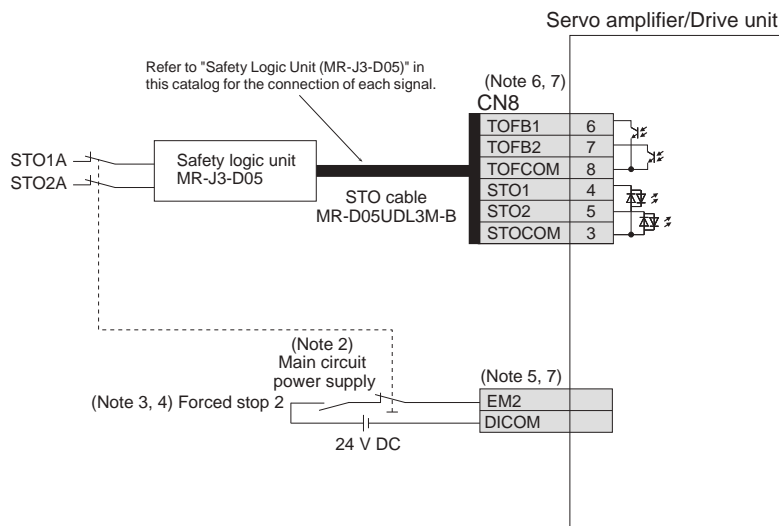 Servo amplifier/Drive unit
Refer to "Safety Logic Unit (MR-J3-D05)" in
this catalog for the connection of each signal.
(Note 6, 7)
CN8
TOFB1 6
TOFB2 7
TOFCOM 8
STO1 4
STO2 5
STOCOM 3
STO1A
STO2A
Safety logic unit
MR-J3-D05
STO cable
MR-D05UDL3M-B
(Note 2)
Main circuit
power supply
(Note 3, 4) Forced stop 2
24 V DC
(Note 5, 7)
EM2
DICOM